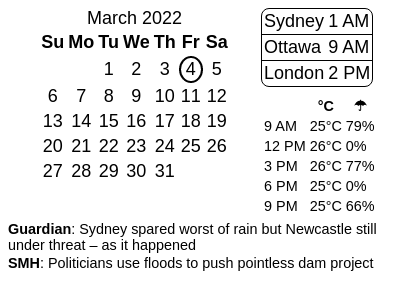 March 2022
Su Mo Tu We Th Fr Sa
1 2 3 4 5
6 7 8 9 10 11 12
13 14 15 16 17 18 19
20 21 22 23 24 25 26
27 28 29 30 31
Sydney 1 AM
Ottawa 9 AM
London 2 PM
°C ☂
9 AM 25°C 79%
12 PM 26°C 0%
3 PM 26°C 77%
6 PM 25°C 0%
9 PM 25°C 66%
Guardian: Sydney spared worst of rain but Newcastle still
under threat – as it happened
SMH: Politicians use floods to push pointless dam project